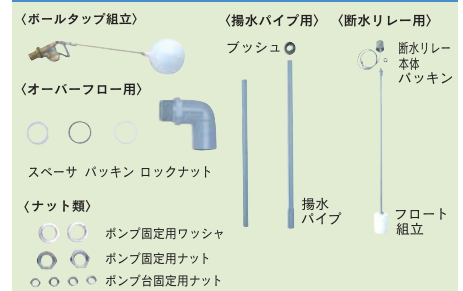 〈ボールタップ組立〉
〈オーバーフロー用〉
スペーサ パッキン ロックナット
〈ナット類〉
ポンプ固定用ワッシャ
ポンプ固定用ナット
ポンプ台固定用ナット
〈揚水パイプ用〉
ブッシュ
揚水
パイプ
〈断水リレー用〉
断水リレー
本体
パッキン
フロート
組立